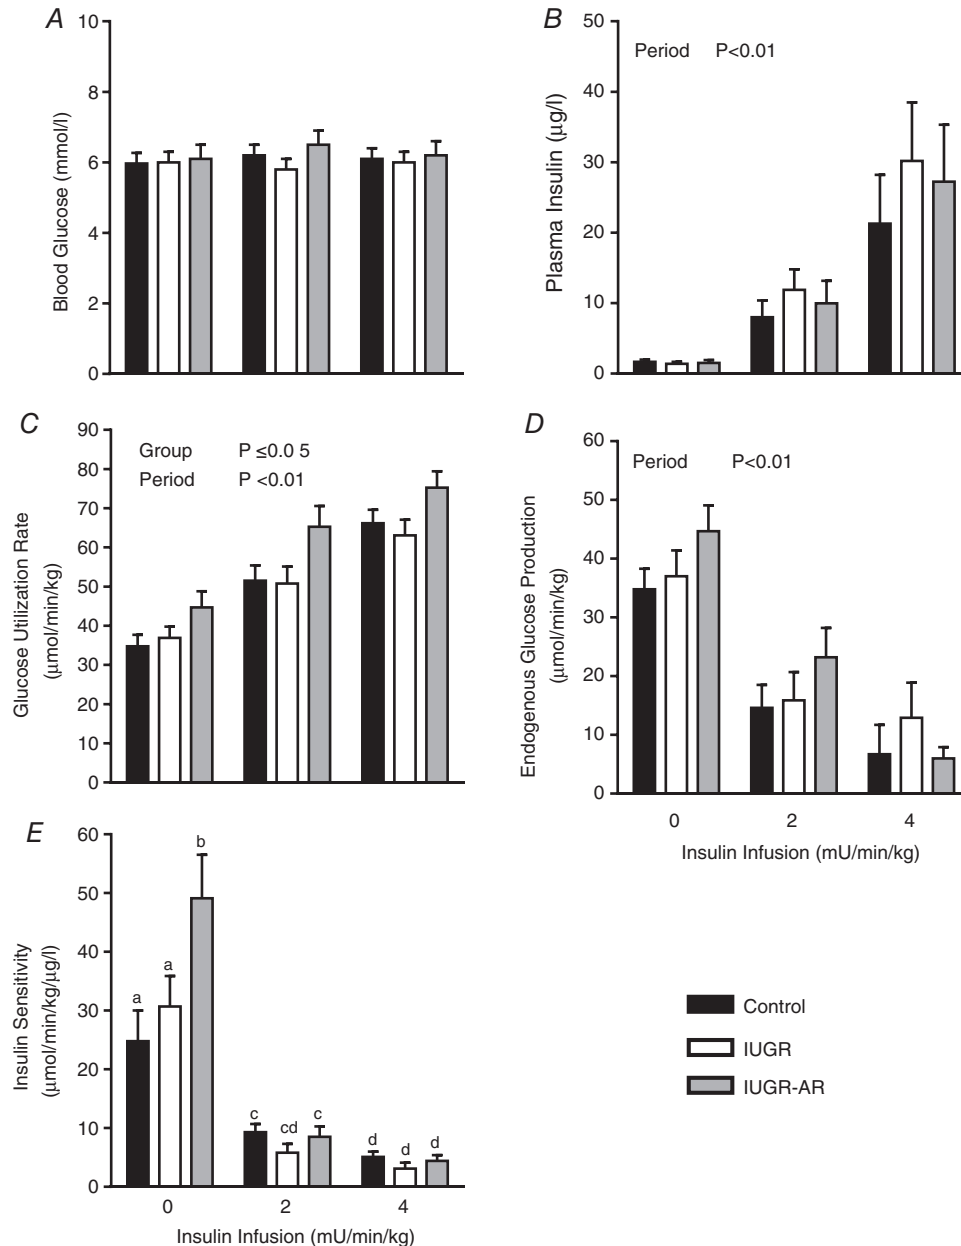 A
Blood Glucose (mmol/l)
10
8
6
4
2
0
B
Period P<0.01
Plasma Insulin (μg/l)
50
40
30
20
10
0
C
Group P ≤0.0 5
Period P <0.01
Glucose Utilization Rate
(μmol/min/kg)
90
80
70
60
50
40
30
20
10
0
D
Period P<0.01
Endogenous Glucose Production
(μmol/min/kg)
60
50
40
30
20
10
0
0 2 4
Insulin Infusion (mU/min/kg)
E
Insulin Sensitivity
(μmol/min/kg/μg/l)
60
50
40
30
20
10
0
a a b
c cd c
d d d
0 2 4
Insulin Infusion (mU/min/kg)
Control
IUGR
IUGR-AR